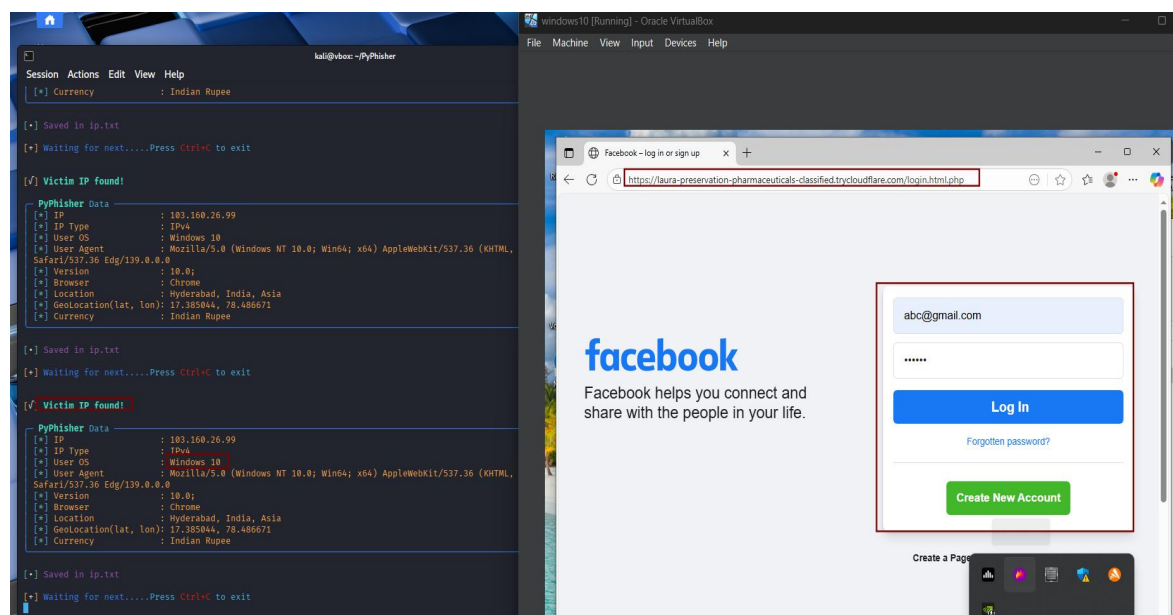 kali@vbox: ~/PyPhisher
Session Actions Edit View Help
[*] Currency : Indian Rupee
[•] Saved in ip.txt
[+] Waiting for next.....Press Ctrl+C to exit
[√] Victim IP found!
PyPhisher Data
[*] IP : 103.160.26.99
[*] IP Type : IPv4
[*] User OS : Windows 10
[*] User Agent : Mozilla/5.0 (Windows NT 10.0; Win64; x64) AppleWebKit/537.36 (KHTML,
Safari/537.36 Edg/139.0.0.0
[*] Version : 10.0;
[*] Browser : Chrome
[*] Location : Hyderabad, India, Asia
[*] GeoLocation(lat, lon): 17.385044, 78.486671
[*] Currency : Indian Rupee
[•] Saved in ip.txt
[+] Waiting for next.....Press Ctrl+C to exit
[√] Victim IP found!
PyPhisher Data
[*] IP : 103.160.26.99
[*] IP Type : IPv4
[*] User OS : Windows 10
[*] User Agent : Mozilla/5.0 (Windows NT 10.0; Win64; x64) AppleWebKit/537.36 (KHTML,
Safari/537.36 Edg/139.0.0.0
[*] Version : 10.0;
[*] Browser : Chrome
[*] Location : Hyderabad, India, Asia
[*] GeoLocation(lat, lon): 17.385044, 78.486671
[*] Currency : Indian Rupee
[•] Saved in ip.txt
[+] Waiting for next.....Press Ctrl+C to exit
windows10 [Running] - Oracle VirtualBox
File Machine View Input Devices Help
Facebook – log in or sign up
https://laura-preservation-pharmaceuticals-classified.trycloudflare.com/login.html.php
facebook
Facebook helps you connect and
share with the people in your life.
abc@gmail.com
••••••
Log In
Forgotten password?
Create New Account
Create a Page